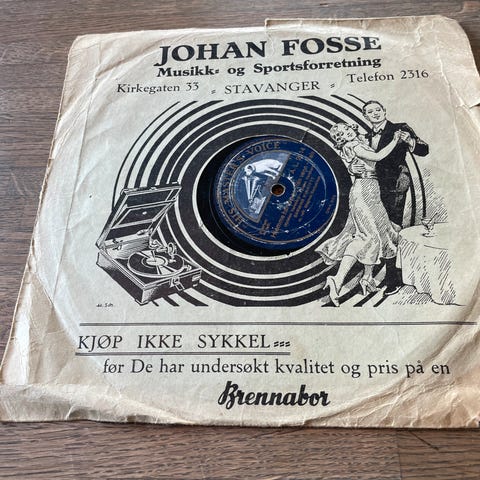 JOHAN FOSSE
Musikk- og Sportsforretning
Kirkegaten 33 STAVANGER Telefon 2316
HIS MASTER'S VOICE
KJØP IKKE SYKKEL
før De har undersøkt kvalitet og pris på en
Brennabor